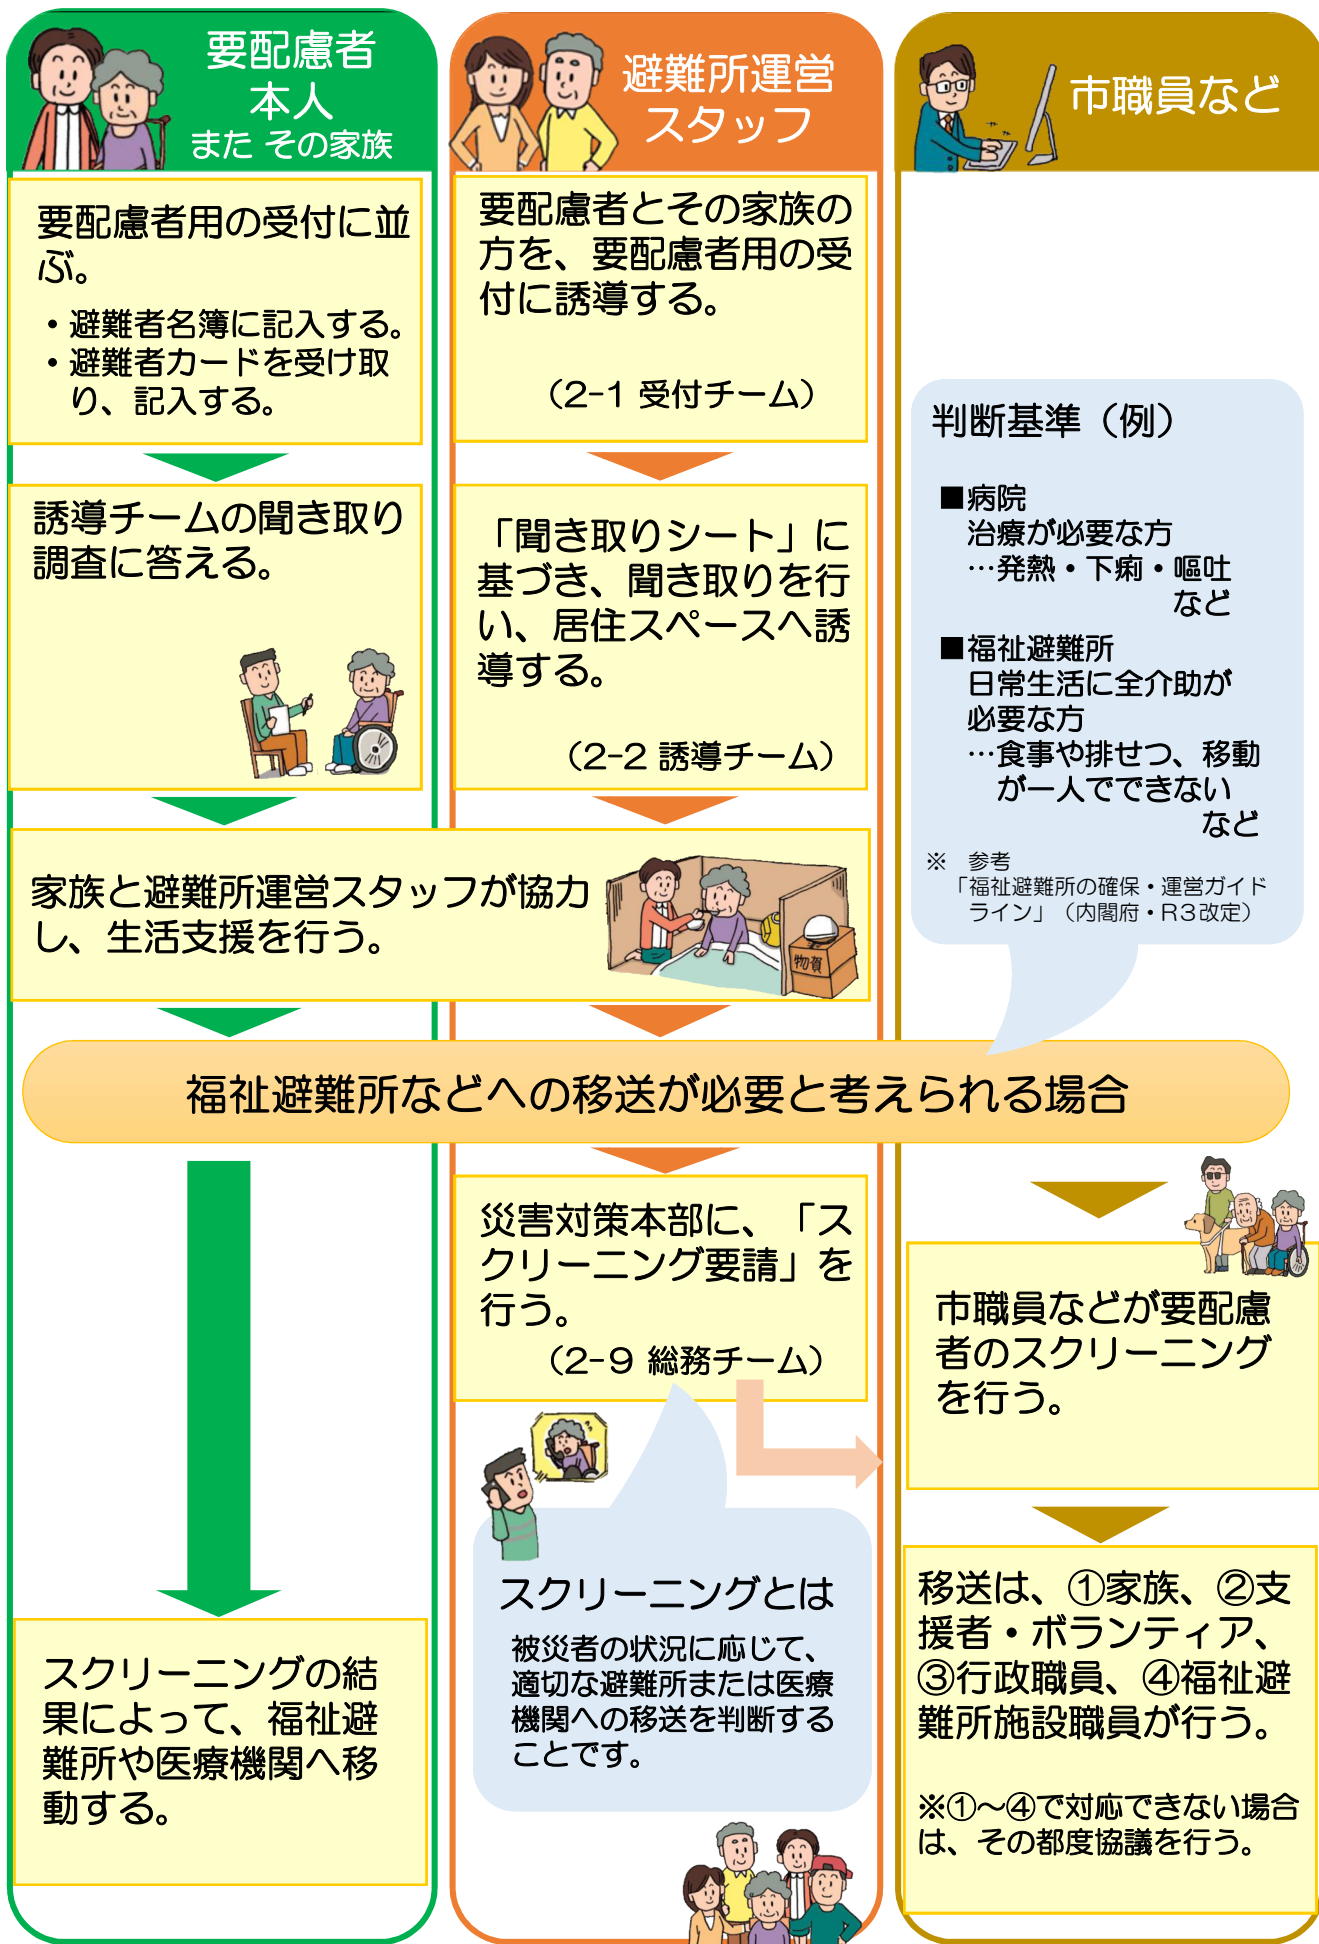 要配慮者
本人
また その家族
避難所運営
スタッフ
市職員など
要配慮者用の受付に並
ぶ。
・避難者名簿に記入する。
・避難者カードを受け取
り、記入する。
要配慮者とその家族の
方を、要配慮者用の受
付に誘導する。
（2-1 受付チーム）
誘導チームの聞き取り
調査に答える。
「聞き取りシート」に
基づき、聞き取りを行
い、居住スペースへ誘
導する。
（2-2 誘導チーム）
判断基準（例）
■病院
治療が必要な方
…発熱・下痢・嘔吐
など
■福祉避難所
日常生活に全介助が
必要な方
…食事や排せつ、移動
が一人でできない
など
※　参考
「福祉避難所の確保・運営ガイド
ライン」（内閣府・R３改定）
家族と避難所運営スタッフが協力
し、生活支援を行う。
物資
福祉避難所などへの移送が必要と考えられる場合
災害対策本部に、「ス
クリーニング要請」を
行う。
（2-9 総務チーム）
市職員などが要配慮
者のスクリーニング
を行う。
スクリーニングとは
被災者の状況に応じて、
適切な避難所または医療
機関への移送を判断する
ことです。
スクリーニングの結
果によって、福祉避
難所や医療機関へ移
動する。
移送は、①家族、②支
援者・ボランティア、
③行政職員、④福祉避
難所施設職員が行う。
※①～④で対応できない場合
は、その都度協議を行う。